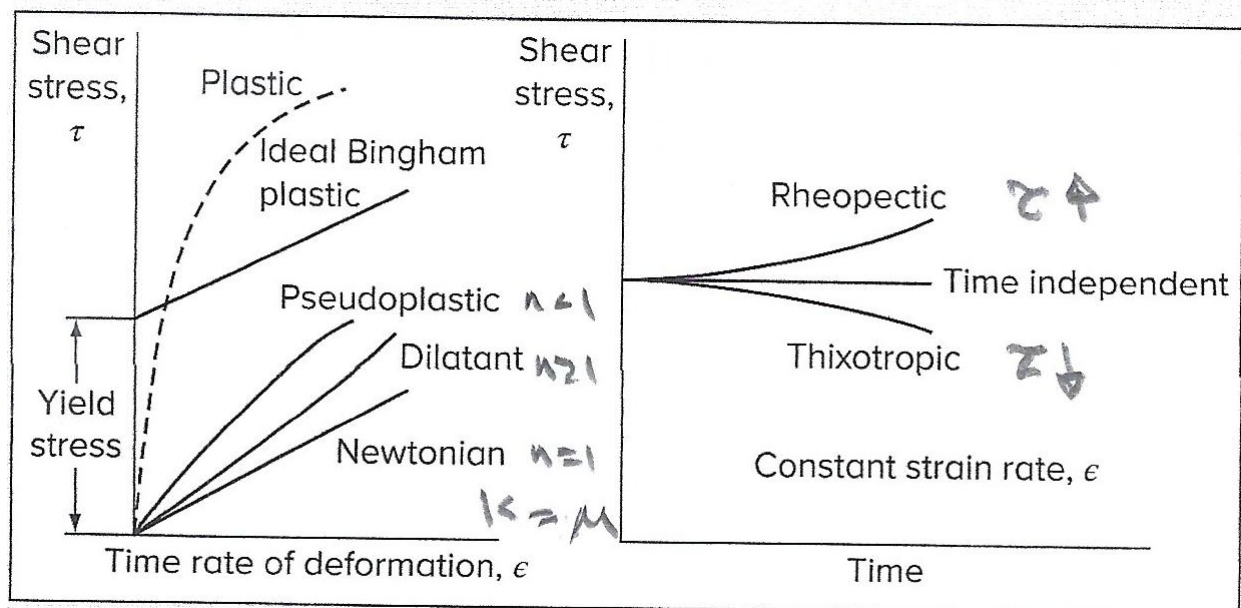 Shear
stress,
τ
Plastic
Ideal Bingham
plastic
Pseudoplastic n<1
Dilatant n>1
Yield
stress
Newtonian n=1
K=μ
Time rate of deformation, ϵ
Shear
stress,
τ
Rheopectic τ ↑
Time independent
Thixotropic τ ↓
Constant strain rate, ϵ
Time